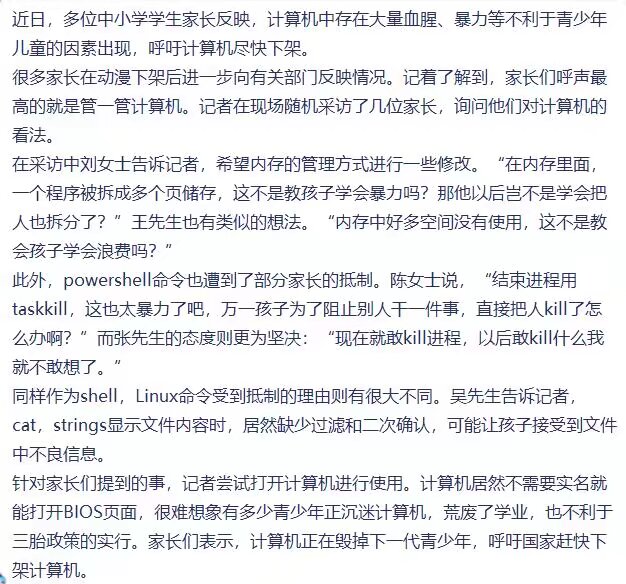 近日，多位中小学学生家长反映，计算机中存在大量血腥、暴力等不利于青少年
儿童的因素出现，呼吁计算机尽快下架。
很多家长在动漫下架后进一步向有关部门反映情况。记着了解到，家长们呼声最
高的就是管一管计算机。记者在现场随机采访了几位家长，询问他们对计算机的
看法。
在采访中刘女士告诉记者，希望内存的管理方式进行一些修改。“在内存里面，
一个程序被拆成多个页储存，这不是教孩子学会暴力吗？那他以后岂不是学会把
人也拆分了？”王先生也有类似的想法。“内存中好多空间没有使用，这不是教
会孩子学会浪费吗？”
此外，powershell命令也遭到了部分家长的抵制。陈女士说，“结束进程用
taskkill，这也太暴力了吧，万一孩子为了阻止别人干一件事，直接把人kill了怎
么办啊？”而张先生的态度则更为坚决：“现在就敢kill进程，以后敢kill什么我
就不敢想了。”
同样作为shell，Linux命令受到抵制的理由则有很大不同。吴先生告诉记者，
cat，strings显示文件内容时，居然缺少过滤和二次确认，可能让孩子接受到文件
中不良信息。
针对家长们提到的事，记者尝试打开计算机进行使用。计算机居然不需要实名就
能打开BIOS页面，很难想象有多少青少年正沉迷计算机，荒废了学业，也不利于
三胎政策的实行。家长们表示，计算机正在毁掉下一代青少年，呼吁国家赶快下
架计算机。